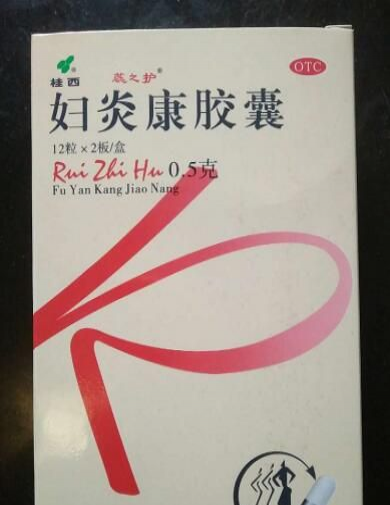 桂西
蕊之护®
OTC
妇炎康胶囊
12粒×2板/盒
Rui Zhi Hu 0.5克
Fu Yan Kang Jiao Nang